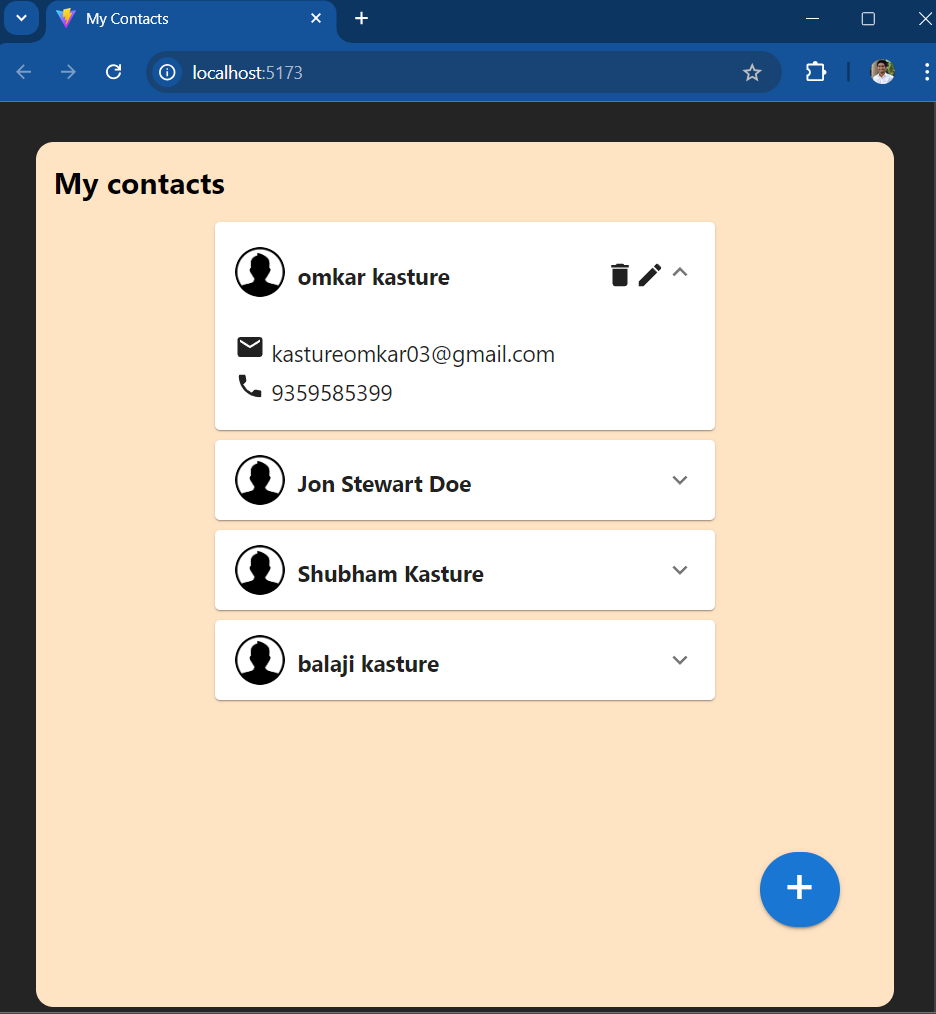 My Contacts
localhost:5173
My contacts
omkar kasture
kastureomkar03@gmail.com
9359585399
Jon Stewart Doe
Shubham Kasture
balaji kasture